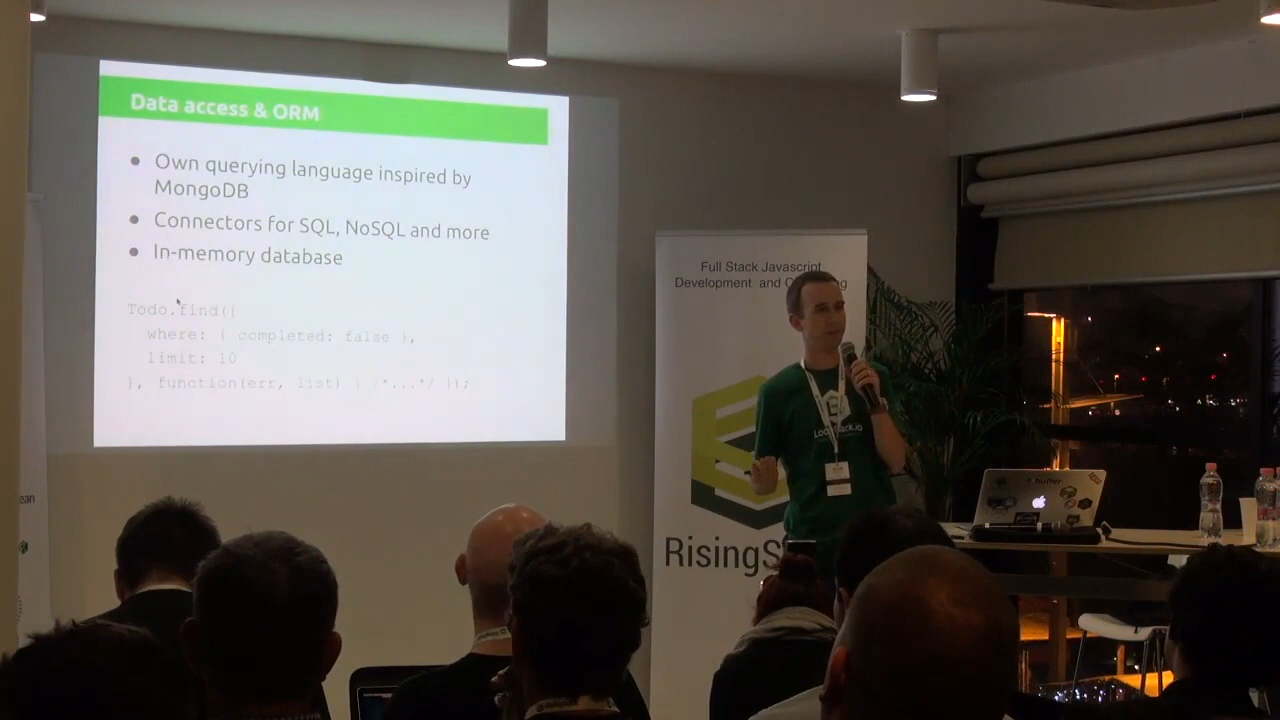 Data access & ORM
● Own querying language inspired by
MongoDB
● Connectors for SQL, NoSQL and more
● In-memory database
Todo.find({
where: { completed: false },
limit: 10
}, function(err, list) { /*...*/ });
Full Stack Javascript
Development and
buffer